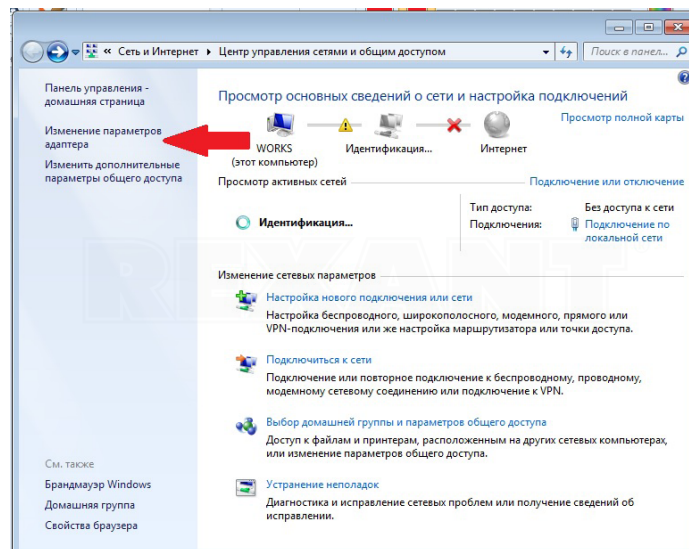 « Сеть и Интернет ▸ Центр управления сетями и общим доступом
Поиск в панел...
Панель управления -
домашняя страница
Изменение параметров
адаптера
Изменить дополнительные
параметры общего доступа
Просмотр основных сведений о сети и настройка подключений
Просмотр полной карты
WORKS
(этот компьютер)
Идентификация...
Интернет
Просмотр активных сетей
Подключение или отключение
Идентификация...
Тип доступа: Без доступа к сети
Подключения: Подключение по
локальной сети
REXANT
Изменение сетевых параметров
Настройка нового подключения или сети
Настройка беспроводного, широкополосного, модемного, прямого или
VPN-подключения или же настройка маршрутизатора или точки доступа.
Подключиться к сети
Подключение или повторное подключение к беспроводному, проводному,
модемному сетевому соединению или подключение к VPN.
Выбор домашней группы и параметров общего доступа
Доступ к файлам и принтерам, расположенным на других сетевых компьютерах,
или изменение параметров общего доступа.
Устранение неполадок
Диагностика и исправление сетевых проблем или получение сведений об
исправлении.
См. также
Брандмауэр Windows
Домашняя группа
Свойства браузера